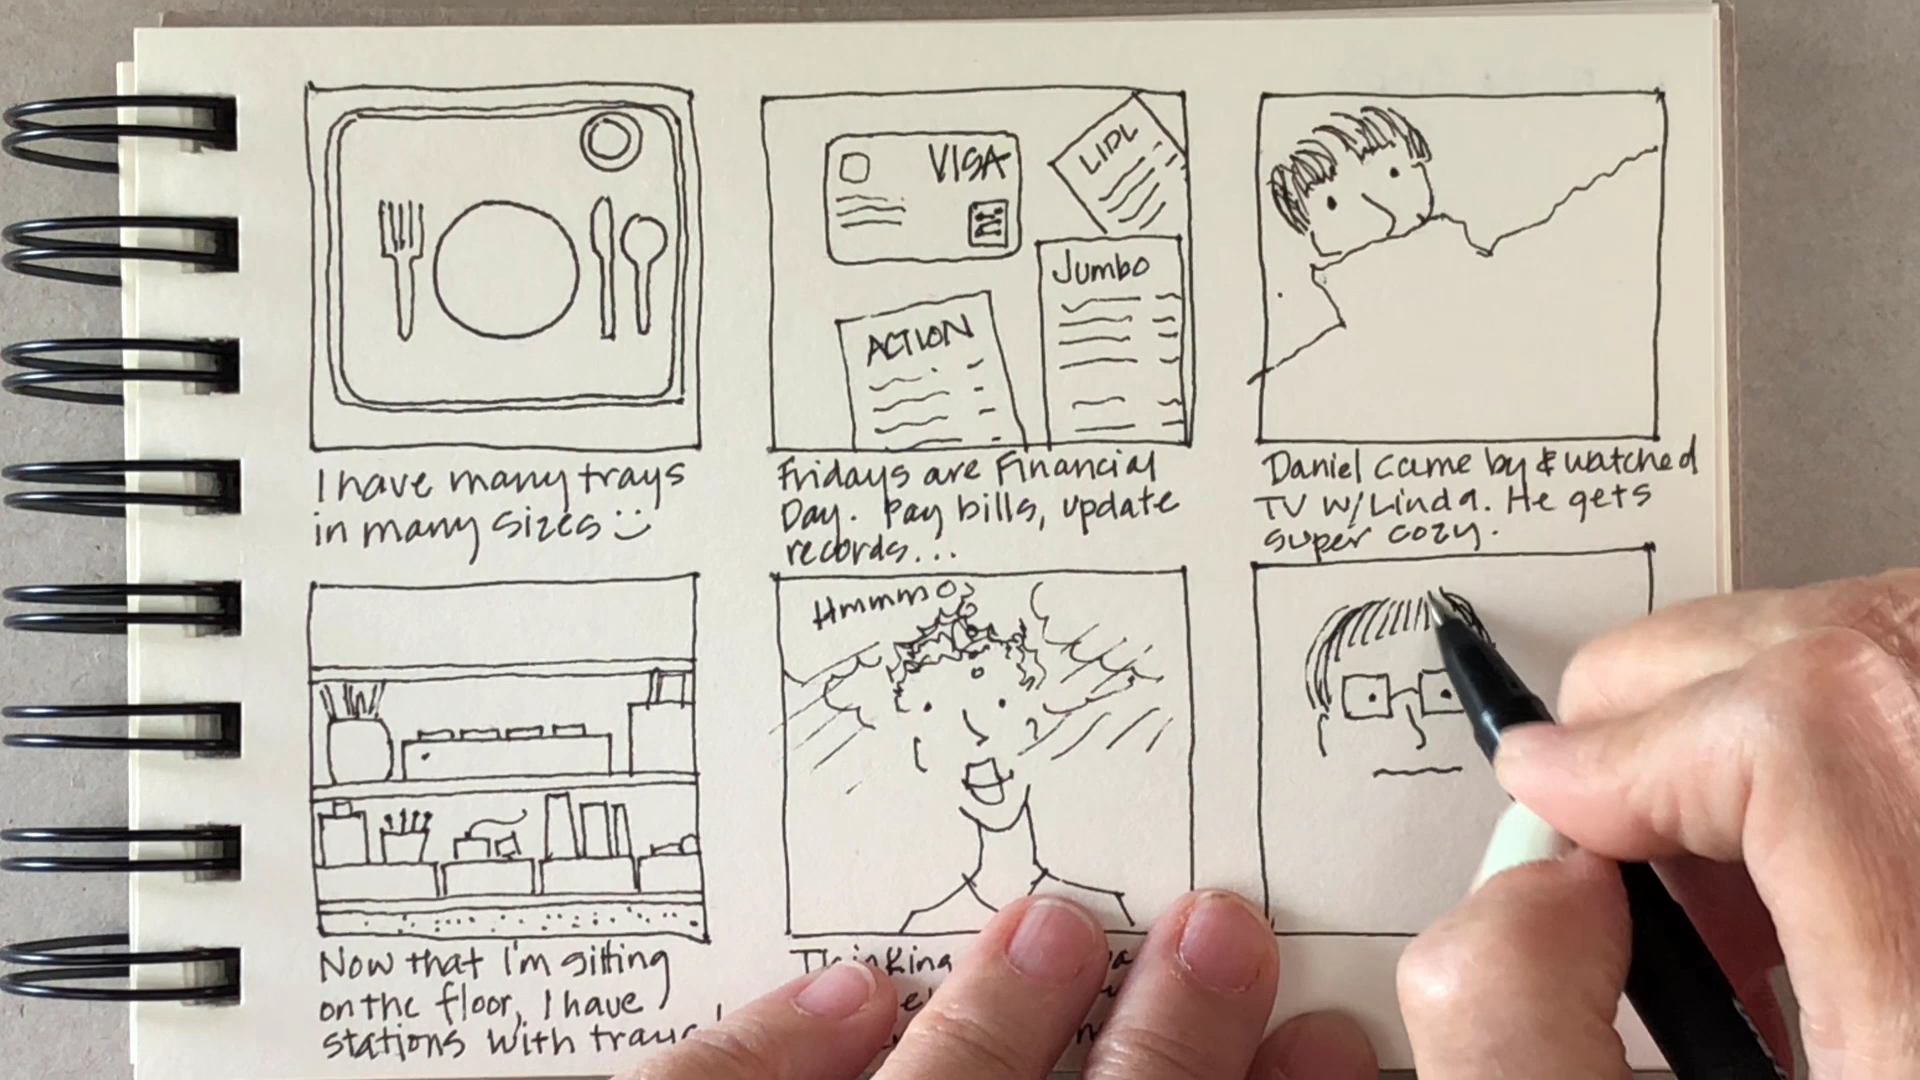 VISA
LIDL
Jumbo
ACTION
I have many trays
in many sizes
Fridays are Financial
Day. Pay bills, update
records...
Daniel came by & watched
TV w/Linda. He gets
super cozy.
Hmmmm
Now that I'm sitting
on the floor, I have
stations with trays
Thinking